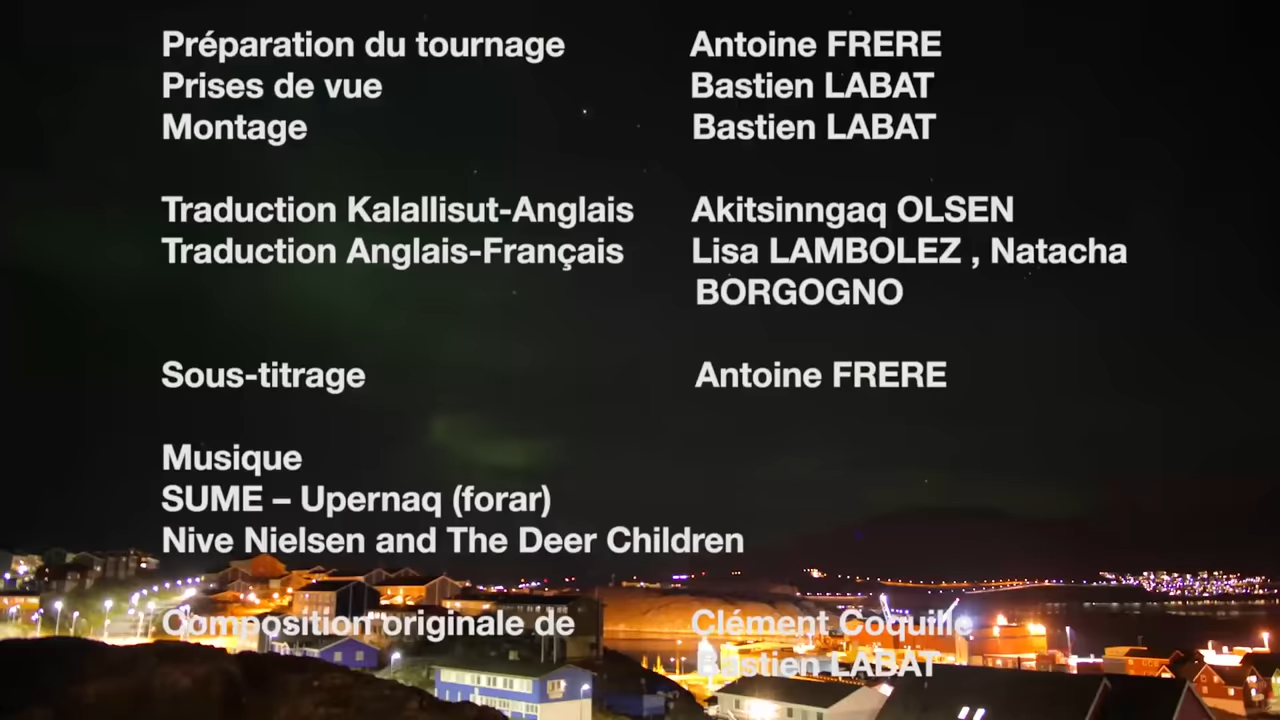 Préparation du tournage Antoine FRERE
Prises de vue Bastien LABAT
Montage Bastien LABAT
Traduction Kalallisut-Anglais Akitsinngaq OLSEN
Traduction Anglais-Français Lisa LAMBOLEZ , Natacha
BORGOGNO
Sous-titrage Antoine FRERE
Musique
SUME – Upernaq (forar)
Nive Nielsen and The Deer Children
Composition originale de Clément Coquille
Bastien LABAT